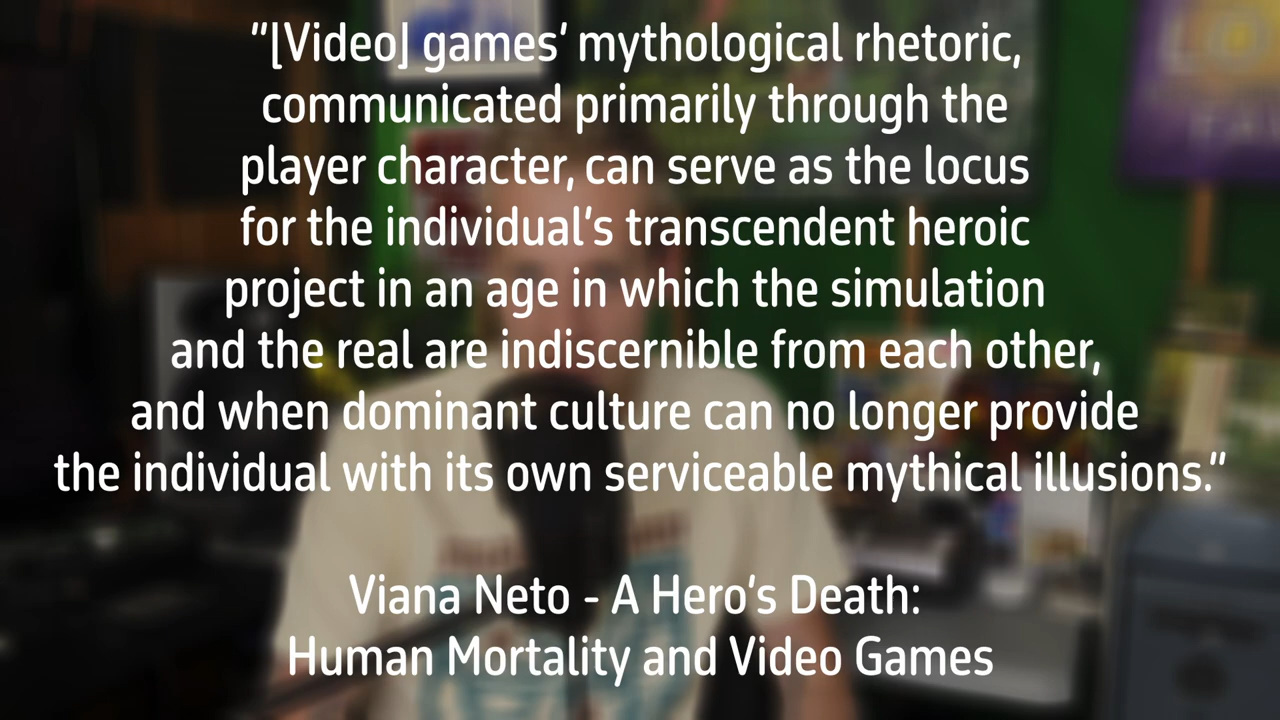 "[Video] games' mythological rhetoric,
communicated primarily through the
player character, can serve as the locus
for the individual's transcendent heroic
project in an age in which the simulation
and the real are indiscernible from each other,
and when dominant culture can no longer provide
the individual with its own serviceable mythical illusions."
Viana Neto - A Hero's Death:
Human Mortality and Video Games